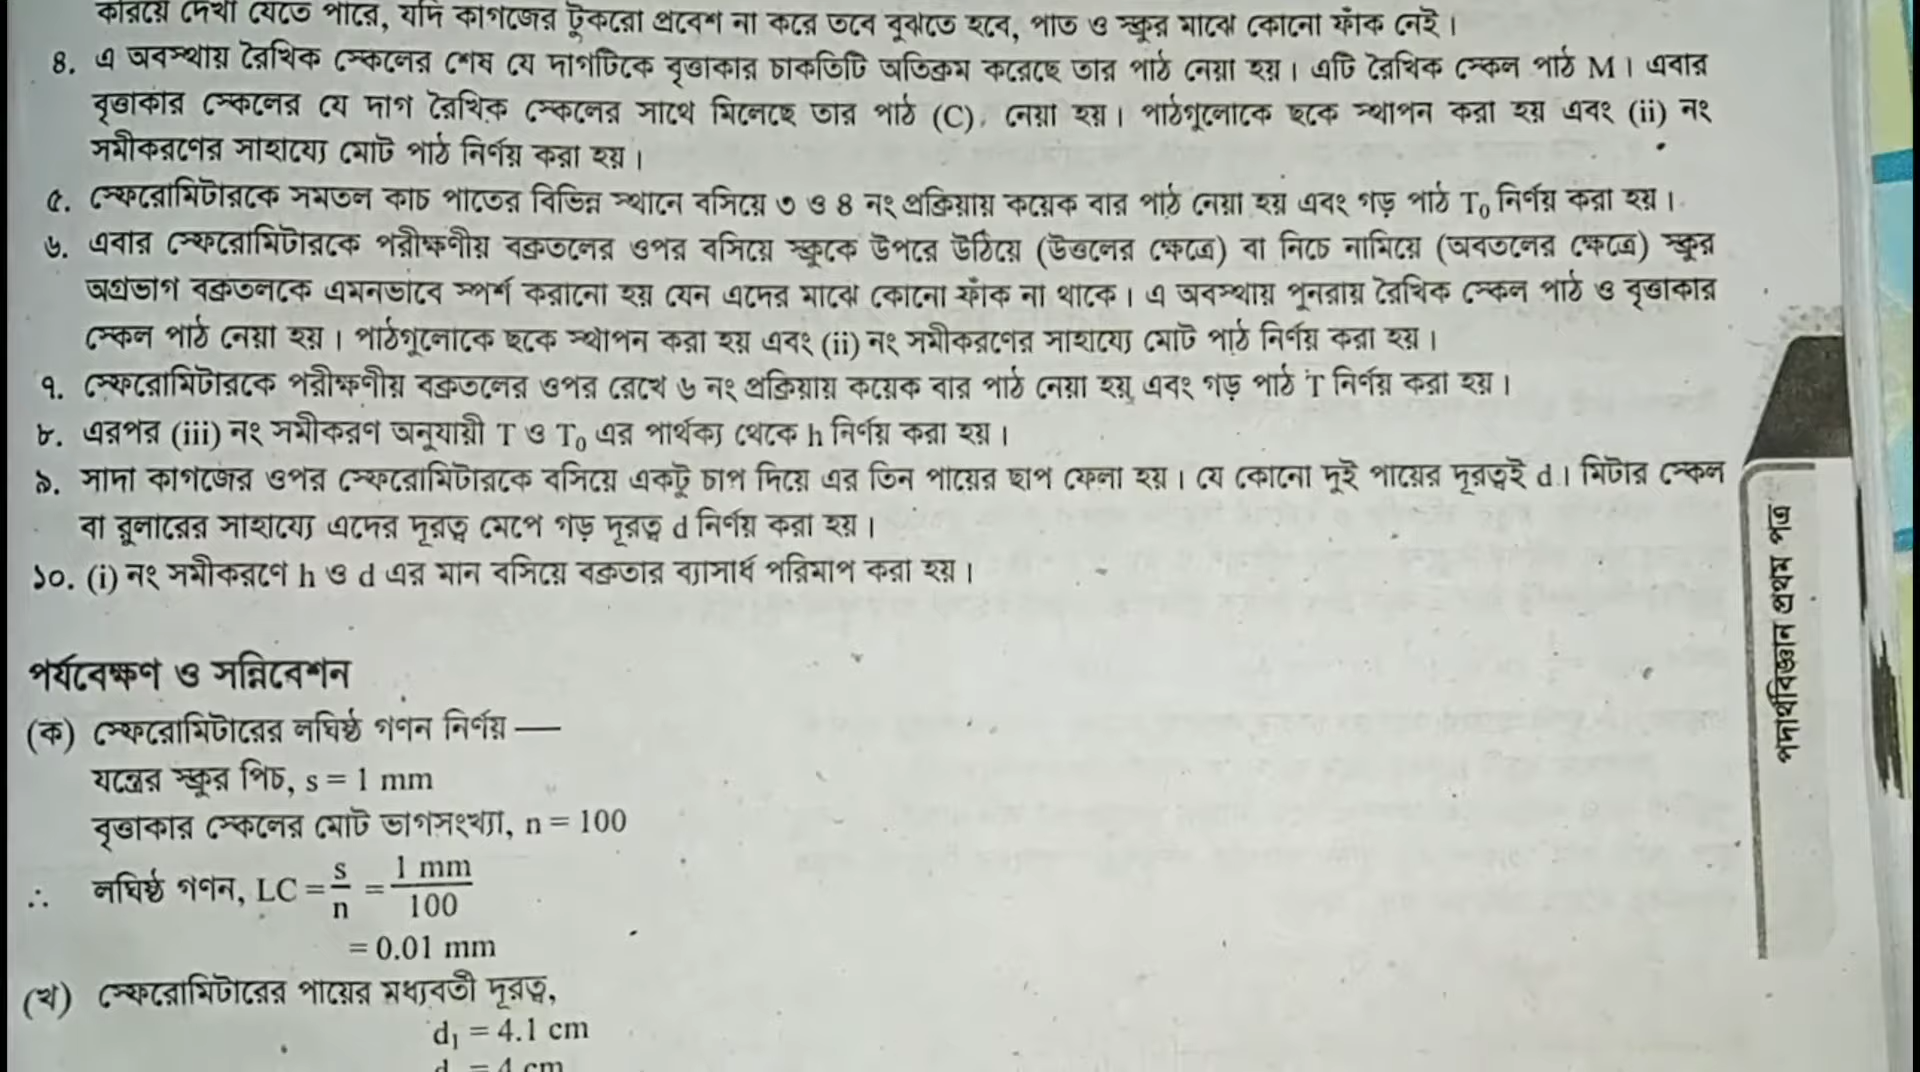 করিয়ে দেখা যেতে পারে, যদি কাগজের টুকরো প্রবেশ না করে তবে বুঝতে হবে, পাত ও স্ক্রুর মাঝে কোনো ফাঁক নেই।
৪. এ অবস্থায় রৈখিক স্কেলের শেষ যে দাগটিকে বৃত্তাকার চাকতিটি অতিক্রম করেছে তার পাঠ নেয়া হয়। এটি রৈখিক স্কেল পাঠ M। এবার
বৃত্তাকার স্কেলের যে দাগ রৈখিক স্কেলের সাথে মিলেছে তার পাঠ (C), নেয়া হয়। পাঠগুলোকে ছকে স্থাপন করা হয় এবং (ii) নং
সমীকরণের সাহায্যে মোট পাঠ নির্ণয় করা হয়।
৫. স্ফেরোমিটারকে সমতল কাচ পাতের বিভিন্ন স্থানে বসিয়ে ৩ ও ৪ নং প্রক্রিয়ায় কয়েক বার পাঠ নেয়া হয় এবং গড় পাঠ T₀ নির্ণয় করা হয়।
৬. এবার স্ফেরোমিটারকে পরীক্ষণীয় বক্রতলের ওপর বসিয়ে স্ক্রুকে উপরে উঠিয়ে (উত্তলের ক্ষেত্রে) বা নিচে নামিয়ে (অবতলের ক্ষেত্রে) স্ক্রুর
অগ্রভাগ বক্রতলকে এমনভাবে স্পর্শ করানো হয় যেন এদের মাঝে কোনো ফাঁক না থাকে। এ অবস্থায় পুনরায় রৈখিক স্কেল পাঠ ও বৃত্তাকার
স্কেল পাঠ নেয়া হয়। পাঠগুলোকে ছকে স্থাপন করা হয় এবং (ii) নং সমীকরণের সাহায্যে মোট পাঠ নির্ণয় করা হয়।
৭. স্ফেরোমিটারকে পরীক্ষণীয় বক্রতলের ওপর রেখে ৬ নং প্রক্রিয়ায় কয়েক বার পাঠ নেয়া হয় এবং গড় পাঠ T নির্ণয় করা হয়।
৮. এরপর (iii) নং সমীকরণ অনুযায়ী T ও T₀ এর পার্থক্য থেকে h নির্ণয় করা হয়।
৯. সাদা কাগজের ওপর স্ফেরোমিটারকে বসিয়ে একটু চাপ দিয়ে এর তিন পায়ের ছাপ ফেলা হয়। যে কোনো দুই পায়ের দূরত্বই d। মিটার স্কেল
বা রুলারের সাহায্যে এদের দূরত্ব মেপে গড় দূরত্ব d নির্ণয় করা হয়।
১০. (i) নং সমীকরণে h ও d এর মান বসিয়ে বক্রতার ব্যাসার্ধ পরিমাপ করা হয়।
পর্যবেক্ষণ ও সন্নিবেশন
(ক) স্ফেরোমিটারের লঘিষ্ঠ গণন নির্ণয় —
যন্ত্রের স্ক্রুর পিচ, s = 1 mm
বৃত্তাকার স্কেলের মোট ভাগসংখ্যা, n = 100
∴ লঘিষ্ঠ গণন, LC = s/n = 1 mm/100
= 0.01 mm
(খ) স্ফেরোমিটারের পায়ের মধ্যবর্তী দূরত্ব,
d₁ = 4.1 cm
d = 4 cm
পদার্থবিজ্ঞান প্রথম পত্র